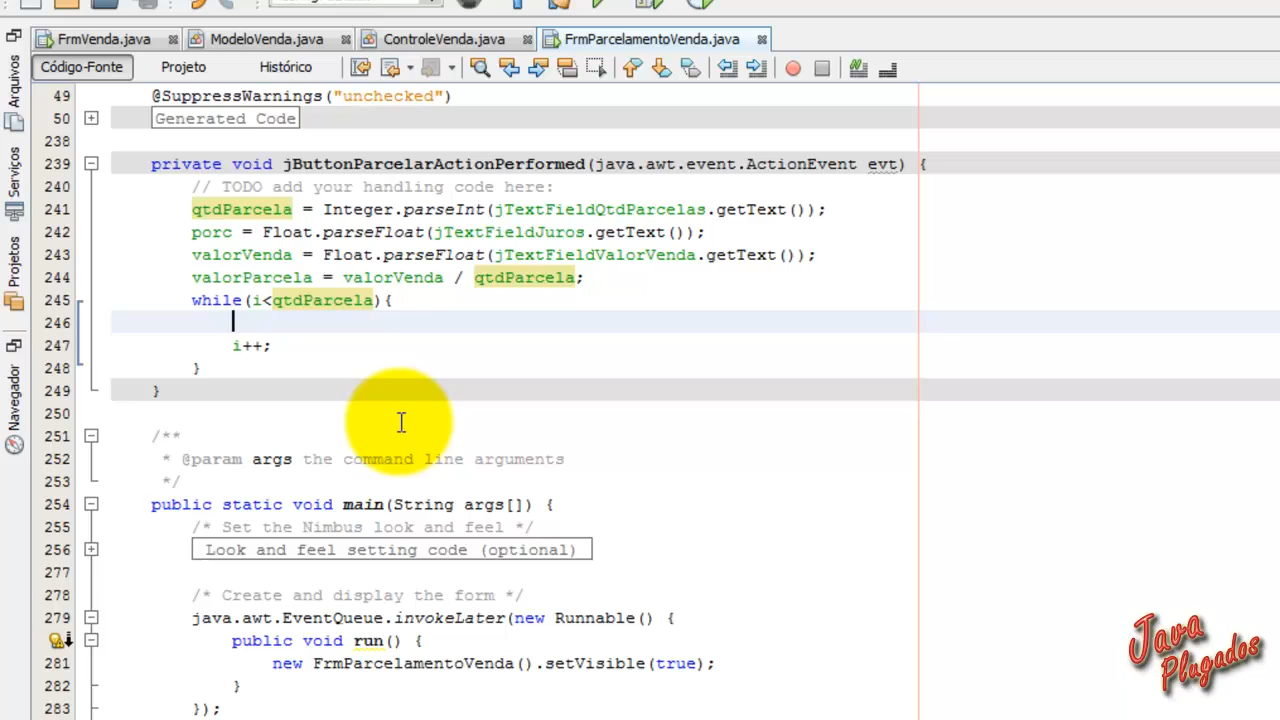 FrmVenda.java ModeloVenda.java ControleVenda.java FrmParcelamentoVenda.java
Código-Fonte Projeto Histórico
Arquivos
Serviços
Projetos
Navegador
49 @SuppressWarnings("unchecked")
50 Generated Code
238
239 private void jButtonParcelarActionPerformed(java.awt.event.ActionEvent evt) {
240 // TODO add your handling code here:
241 qtdParcela = Integer.parseInt(jTextFieldQtdParcelas.getText());
242 porc = Float.parseFloat(jTextFieldJuros.getText());
243 valorVenda = Float.parseFloat(jTextFieldValorVenda.getText());
244 valorParcela = valorVenda / qtdParcela;
245 while(i<qtdParcela){
246
247 i++;
248 }
249 }
250
251 /**
252 * @param args the command line arguments
253 */
254 public static void main(String args[]) {
255 /* Set the Nimbus look and feel */
256 Look and feel setting code (optional)
277
278 /* Create and display the form */
279 java.awt.EventQueue.invokeLater(new Runnable() {
public void run() {
281 new FrmParcelamentoVenda().setVisible(true);
282 }
283 });
Java
Plugados